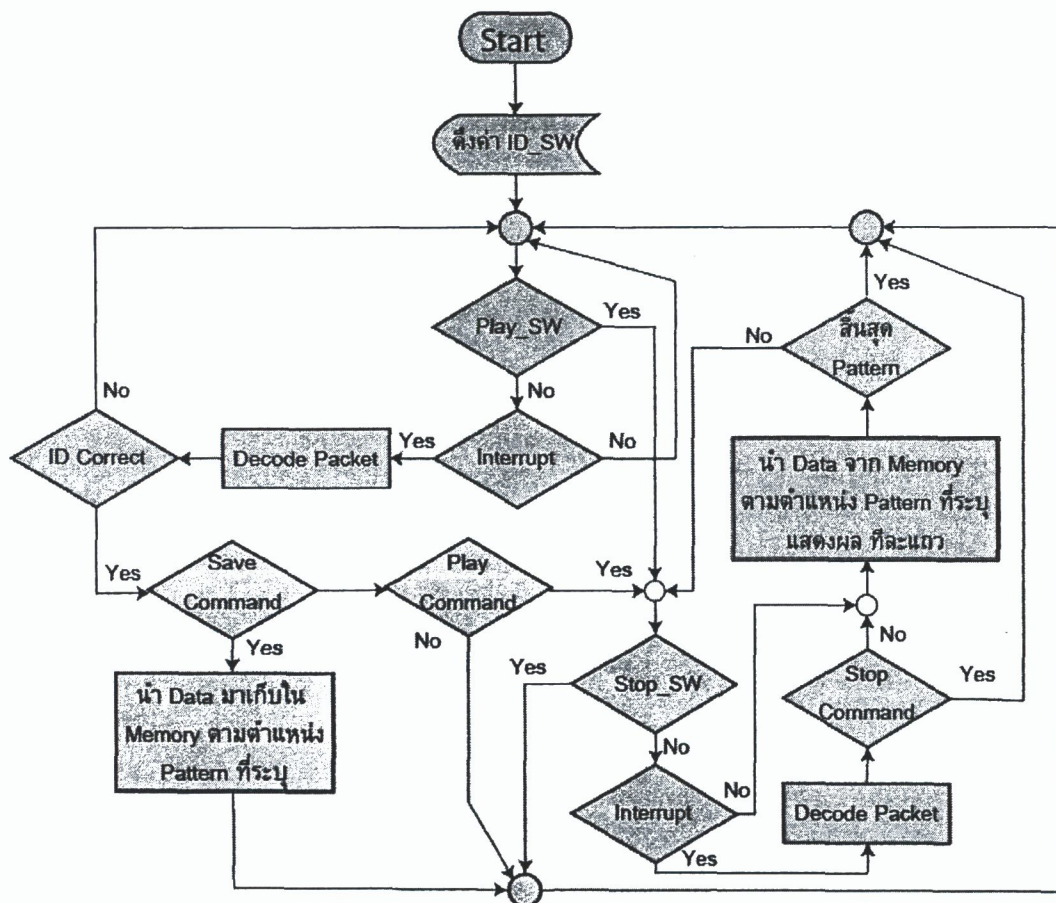 Start
ดึงค่า ID_SW
Play_SW
Yes
No
Interrupt
Yes
No
Decode Packet
ID Correct
No
Yes
Save
Command
Yes
นำ Data มาเก็บใน
Memory ตามตำแหน่ง
Pattern ที่ระบุ
Play
Command
Yes
No
Stop_SW
Yes
No
Interrupt
No
Yes
Decode Packet
Stop
Command
Yes
No
นำ Data จาก Memory
ตามตำแหน่ง Pattern ที่ระบุ
แสดงผล ทีละแถว
สิ้นสุด
Pattern
No
Yes